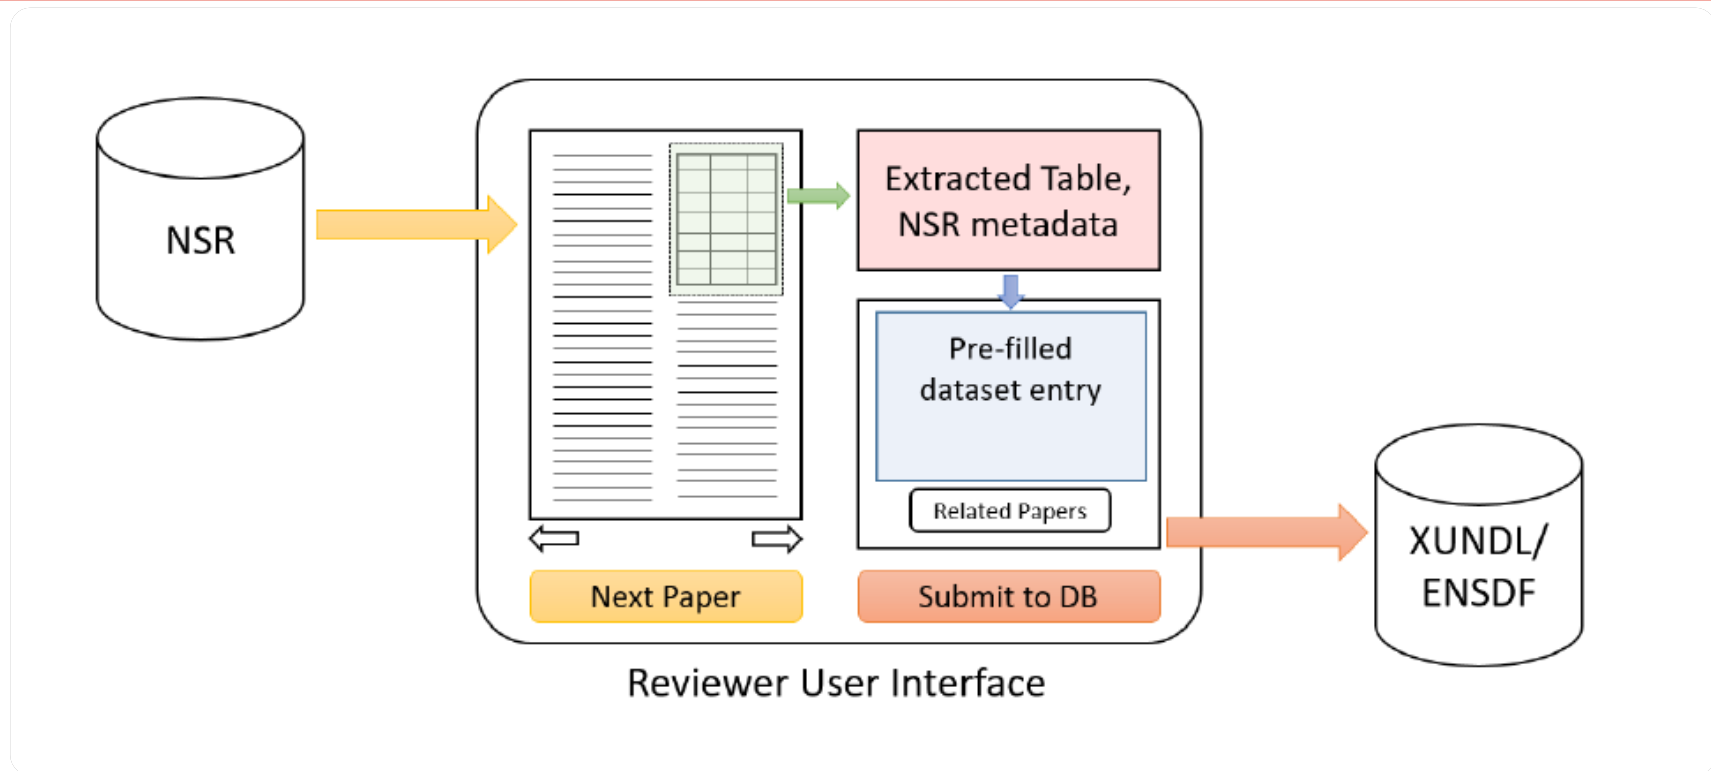 NSR
Extracted Table,
NSR metadata
Pre-filled
dataset entry
Related Papers
Next Paper
Submit to DB
XUNDL/
ENSDF
Reviewer User Interface